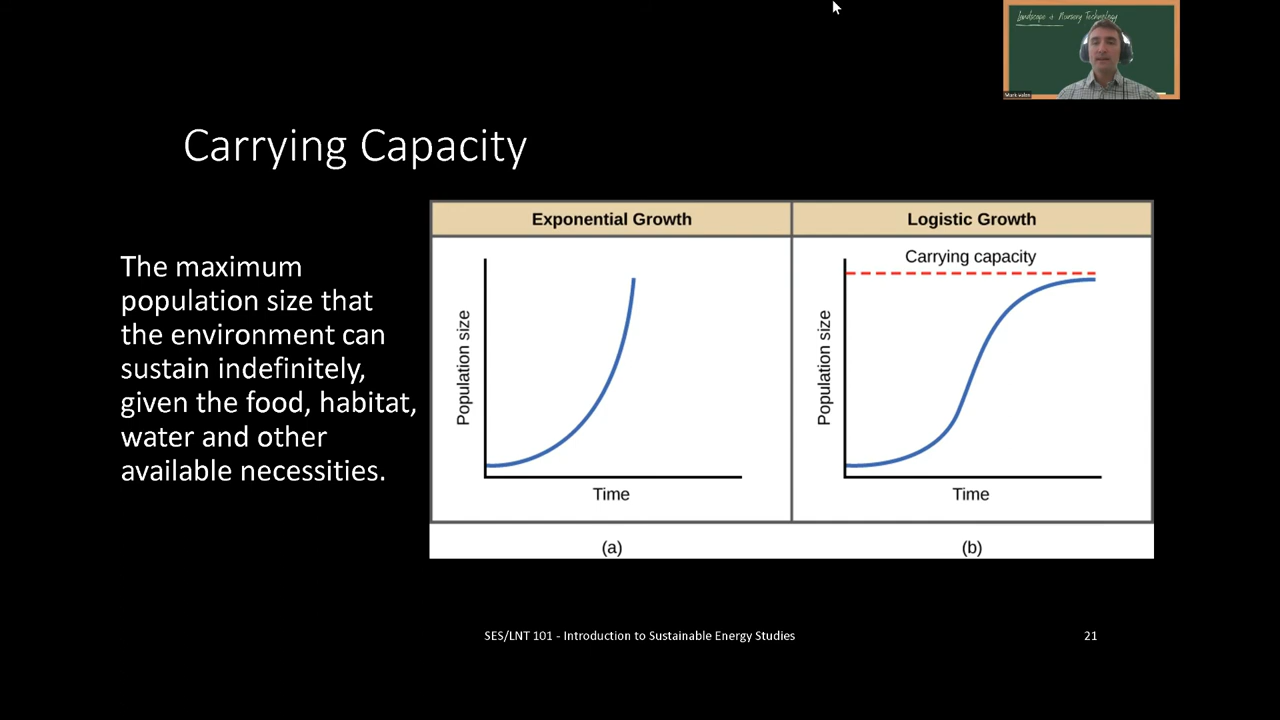 Landscape & Nursery Technology
Carrying Capacity
The maximum
population size that
the environment can
sustain indefinitely,
given the food, habitat,
water and other
available necessities.
Exponential Growth
Population size
Time
(a)
Logistic Growth
Carrying capacity
Population size
Time
(b)
SES/LNT 101 - Introduction to Sustainable Energy Studies
21